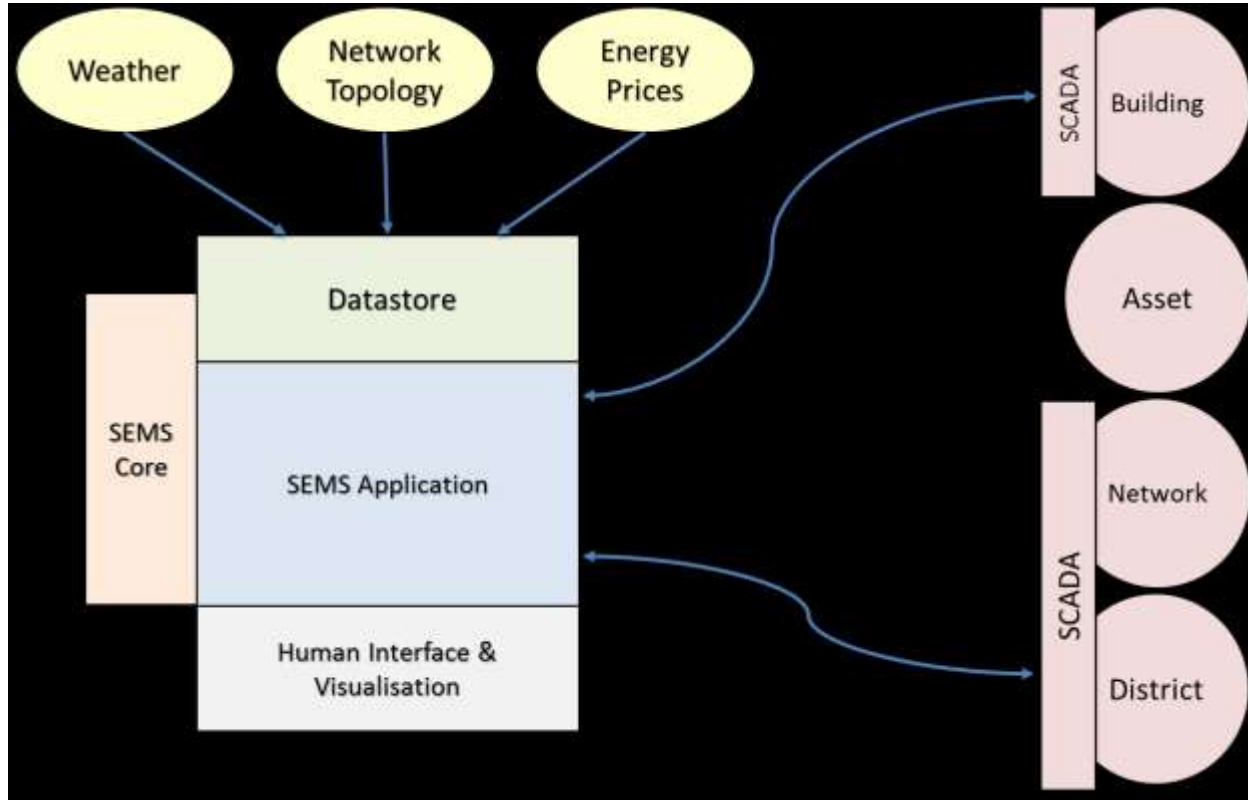 Weather
Network
Topology
Energy
Prices
SCADA
Building
Datastore
Asset
SEMS
Core
SEMS Application
Network
SCADA
Human Interface &
Visualisation
District